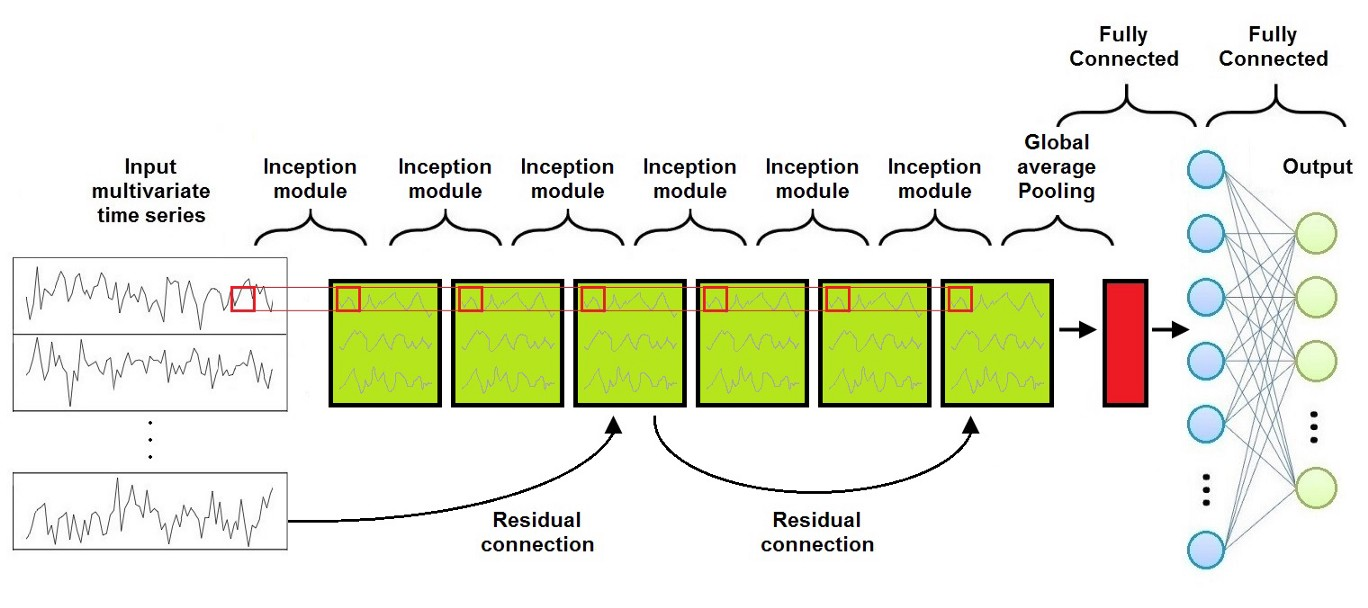 Fully
Connected
Fully
Connected
Input
multivariate
time series
Inception
module
Inception
module
Inception
module
Inception
module
Inception
module
Inception
module
Global
average
Pooling
Output
Residual
connection
Residual
connection